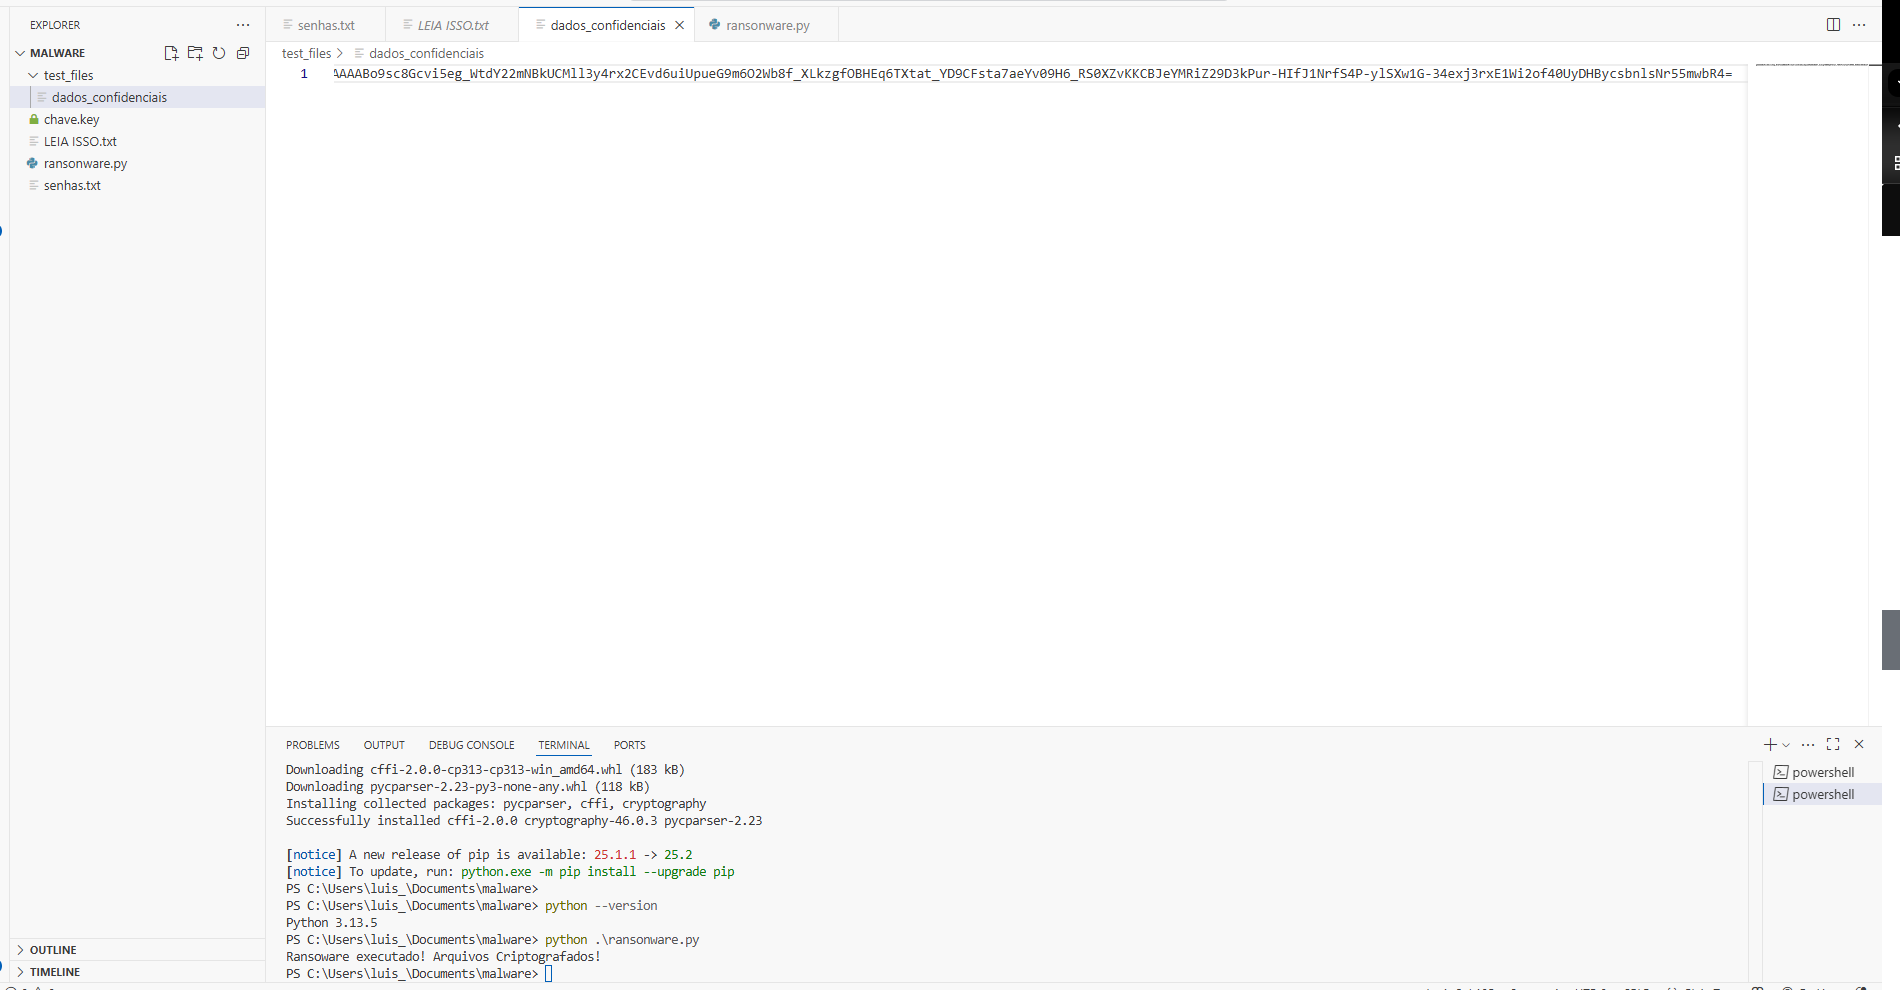 EXPLORER
MALWARE
test_files
dados_confidenciais
chave.key
LEIA ISSO.txt
ransonware.py
senhas.txt
OUTLINE
TIMELINE
senhas.txt
LEIA ISSO.txt
dados_confidenciais
ransonware.py
test_files > dados_confidenciais
1 AAAABo9sc8Gcvi5eg_WtdY22mNBkUCMll3y4rx2CEvd6uiUpueG9m6O2Wb8f_XLkzgfOBHEq6TXtat_YD9CFsta7aeYv09H6_RS0XZvKKCBJeYMRiZ29D3kPur-HIfJ1NrfS4P-ylSXw1G-34exj3rxE1Wi2of40UyDHBycsbnlsNr55mwbR4=
PROBLEMS OUTPUT DEBUG CONSOLE TERMINAL PORTS
Downloading cffi-2.0.0-cp313-cp313-win_amd64.whl (183 kB)
Downloading pycparser-2.23-py3-none-any.whl (118 kB)
Installing collected packages: pycparser, cffi, cryptography
Successfully installed cffi-2.0.0 cryptography-46.0.3 pycparser-2.23
[notice] A new release of pip is available: 25.1.1 -> 25.2
[notice] To update, run: python.exe -m pip install --upgrade pip
PS C:\Users\luis_\Documents\malware>
PS C:\Users\luis_\Documents\malware> python --version
Python 3.13.5
PS C:\Users\luis_\Documents\malware> python .\ransonware.py
Ransoware executado! Arquivos Criptografados!
PS C:\Users\luis_\Documents\malware>
powershell
powershell